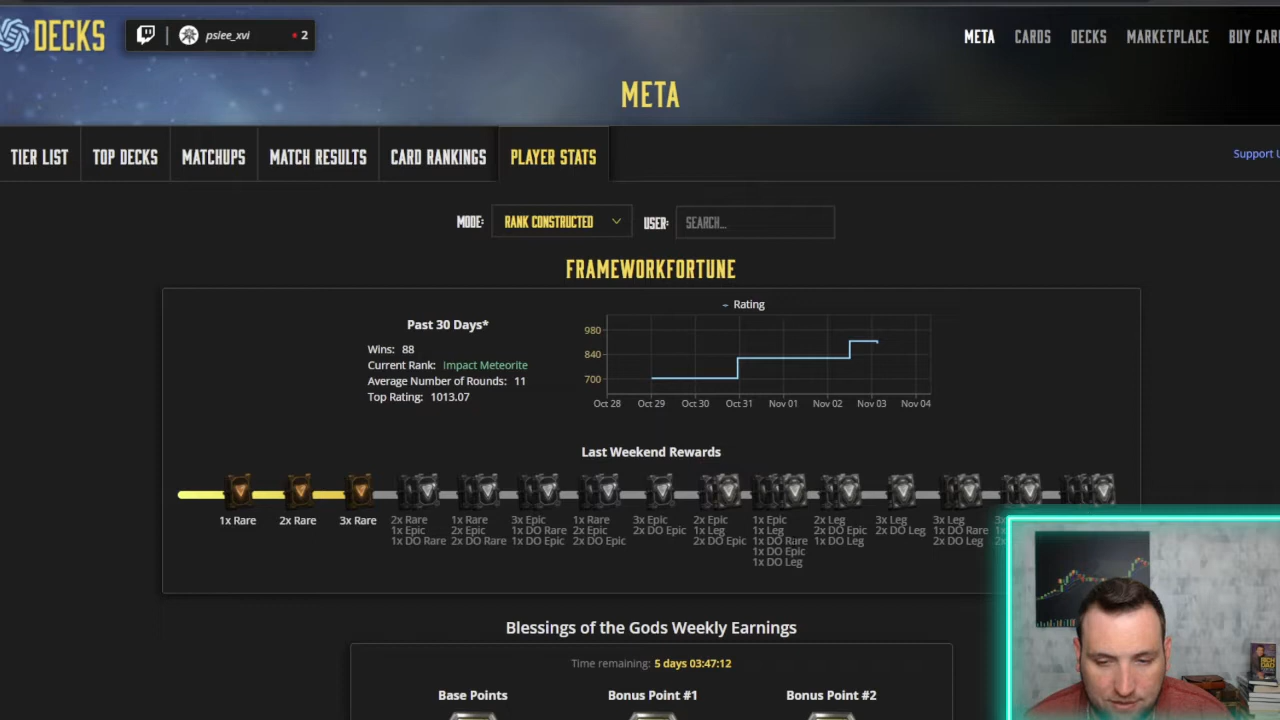 DECKS
pslee_xvi
2
META
CARDS
DECKS
MARKETPLACE
BUY
META
TIER LIST
TOP DECKS
MATCHUPS
MATCH RESULTS
CARD RANKINGS
PLAYER STATS
Support
MODE:
RANK CONSTRUCTED
USER:
SEARCH...
FRAMEWORKFORTUNE
Rating
Past 30 Days*
Wins: 88
Current Rank: Impact Meteorite
Average Number of Rounds: 11
Top Rating: 1013.07
980
840
700
Oct 28 Oct 29 Oct 30 Oct 31 Nov 01 Nov 02 Nov 03 Nov 04
Last Weekend Rewards
1x Rare
2x Rare
3x Rare
2x Rare
1x Epic
1x DO Rare
1x Rare
2x Epic
2x DO Rare
3x Epic
1x DO Rare
1x DO Epic
1x Rare
2x Epic
2x DO Epic
3x Epic
2x DO Epic
2x Epic
1x Leg
2x DO Epic
1x Epic
1x Leg
1x DO Rare
1x DO Epic
1x DO Leg
2x Leg
2x DO Epic
1x DO Leg
3x Leg
2x DO Leg
3x Leg
1x DO Rare
2x DO Leg
Blessings of the Gods Weekly Earnings
Time remaining: 5 days 03:47:12
Base Points
Bonus Point #1
Bonus Point #2
RICH
DAD